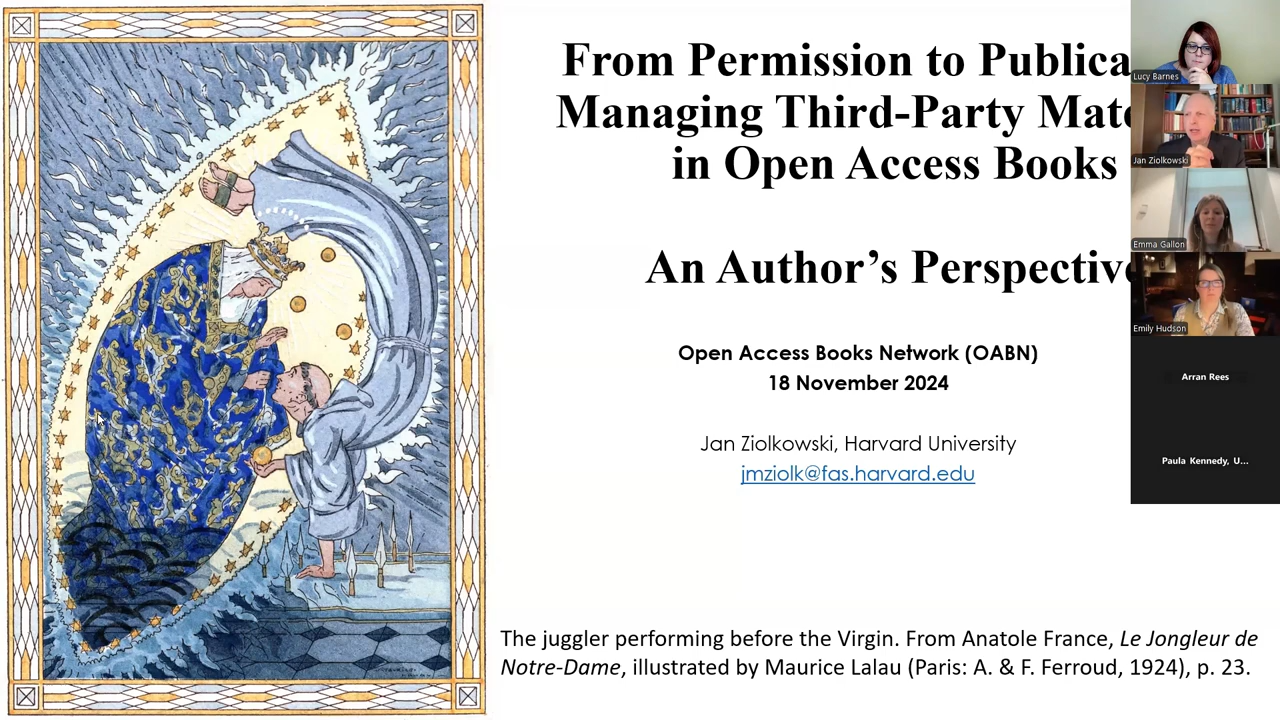 From Permission to Publica
Managing Third-Party Mate
in Open Access Books
An Author’s Perspective
Open Access Books Network (OABN)
18 November 2024
Jan Ziolkowski, Harvard University
jmziolk@fas.harvard.edu
The juggler performing before the Virgin. From Anatole France, Le Jongleur de
Notre-Dame, illustrated by Maurice Lalau (Paris: A. & F. Ferroud, 1924), p. 23.
Lucy Barnes
Jan Ziolkowski
Emma Gallon
Emily Hudson
Arran Rees
Paula Kennedy, U...